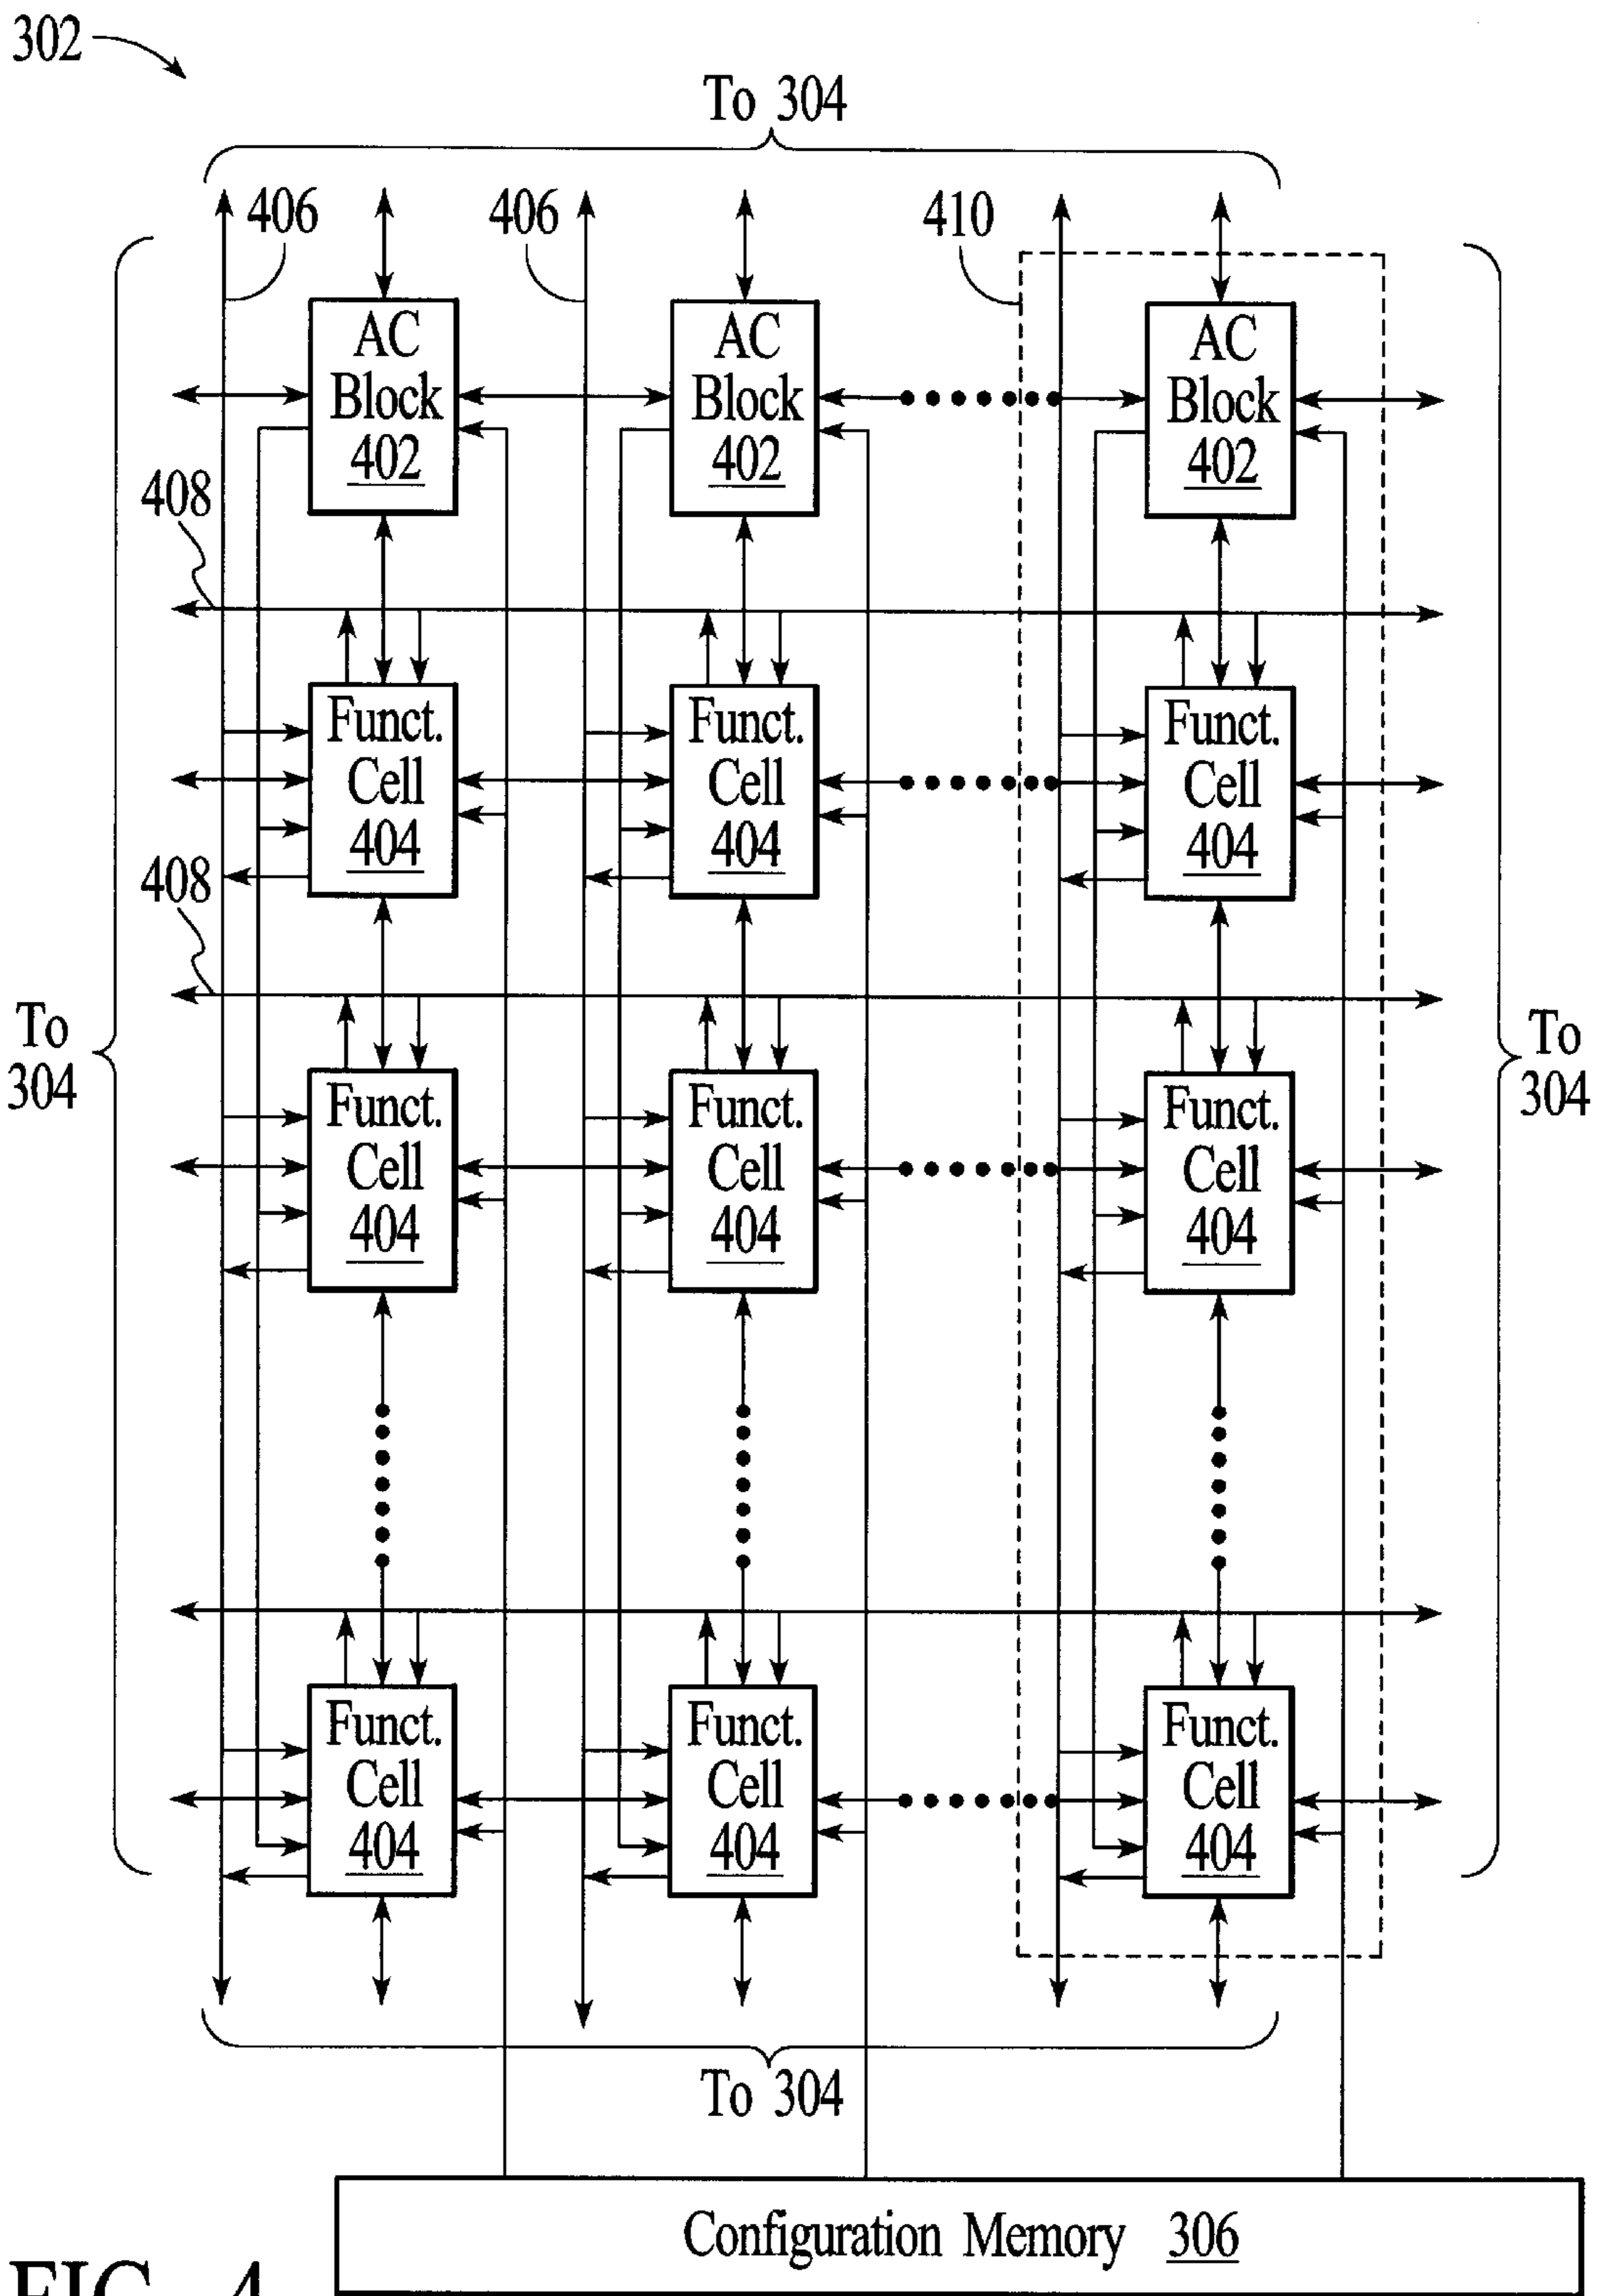 302
To 304
406
406
410
AC
Block
402
AC
Block
402
AC
Block
402
408
Funct.
Cell
404
Funct.
Cell
404
Funct.
Cell
404
408
To
304
To
304
Funct.
Cell
404
Funct.
Cell
404
Funct.
Cell
404
Funct.
Cell
404
Funct.
Cell
404
Funct.
Cell
404
To 304
Configuration Memory 306
FIG. 4